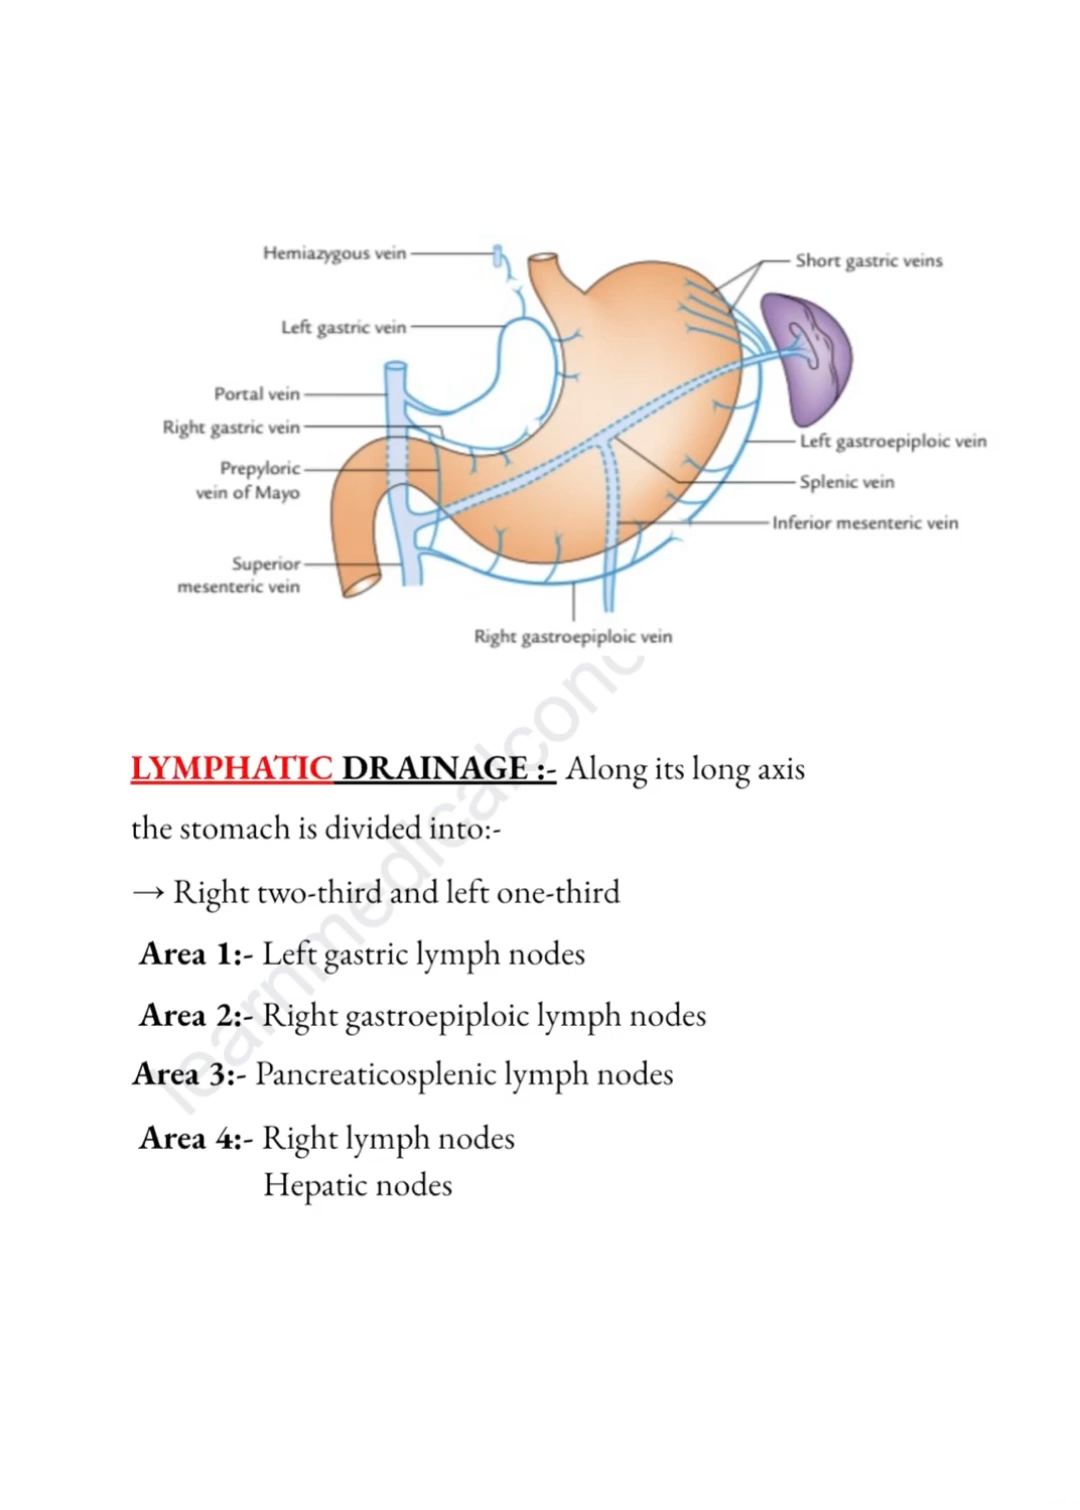 Hemiazygous vein
Short gastric veins
Left gastric vein
Portal vein
Right gastric vein
Prepyloric
vein of Mayo
Left gastroepiploic vein
Splenic vein
Inferior mesenteric vein
Superior
mesenteric vein
Right gastroepiploic vein
learnmedicalconc
LYMPHATIC DRAINAGE :- Along its long axis
the stomach is divided into:-
→ Right two-third and left one-third
Area 1:- Left gastric lymph nodes
Area 2:- Right gastroepiploic lymph nodes
Area 3:- Pancreaticosplenic lymph nodes
Area 4:- Right lymph nodes
Hepatic nodes